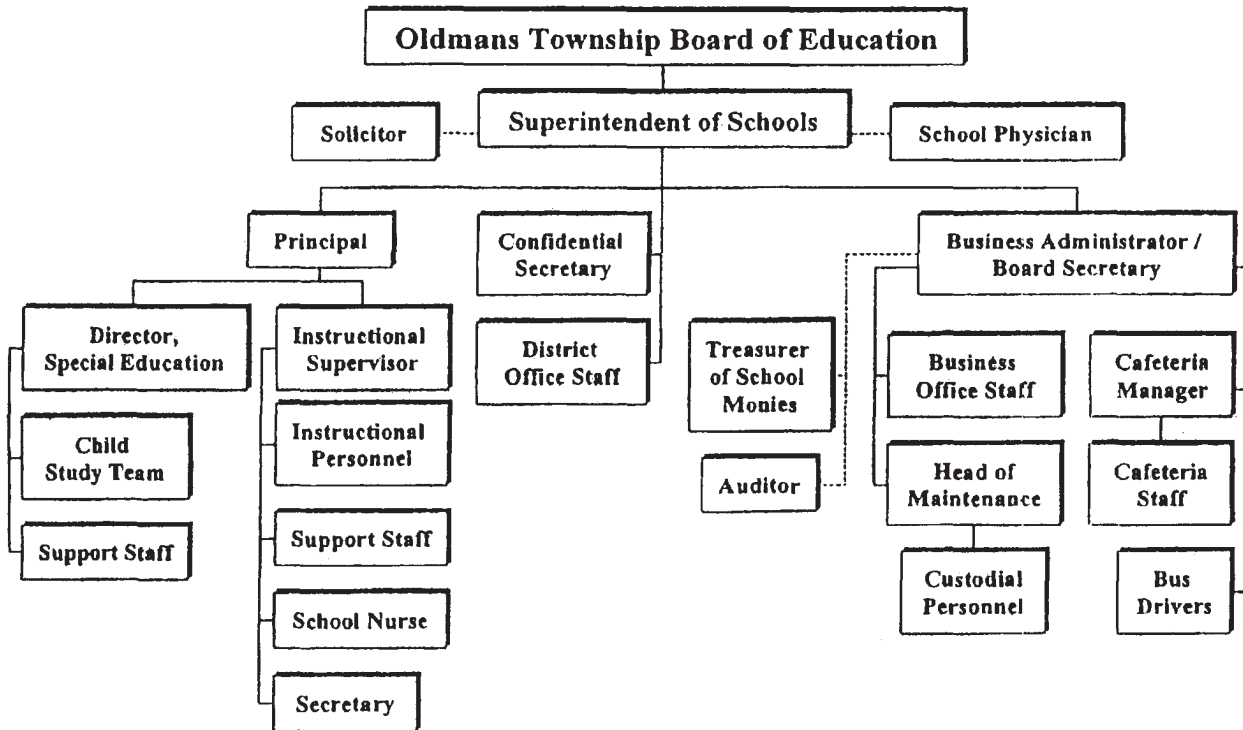 Oldmans Township Board of Education
Superintendent of Schools
Solicitor
School Physician
Principal
Confidential
Secretary
Business Administrator /
Board Secretary
Director,
Special Education
Instructional
Supervisor
District
Office Staff
Treasurer
of School
Monies
Business
Office Staff
Cafeteria
Manager
Child
Study Team
Instructional
Personnel
Auditor
Head of
Maintenance
Cafeteria
Staff
Support Staff
Support Staff
Custodial
Personnel
Bus
Drivers
School Nurse
Secretary